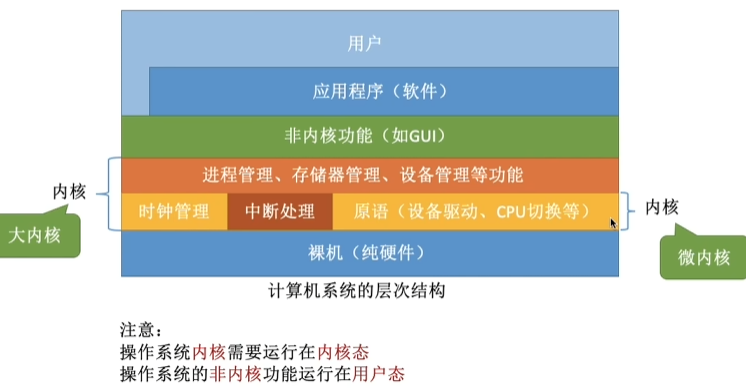 用户
应用程序（软件）
非内核功能（如GUI）
进程管理、存储器管理、设备管理等功能
内核
大内核
时钟管理
中断处理
原语（设备驱动、CPU切换等）
内核
微内核
裸机（纯硬件）
计算机系统的层次结构
注意：
操作系统内核需要运行在内核态
操作系统的非内核功能运行在用户态